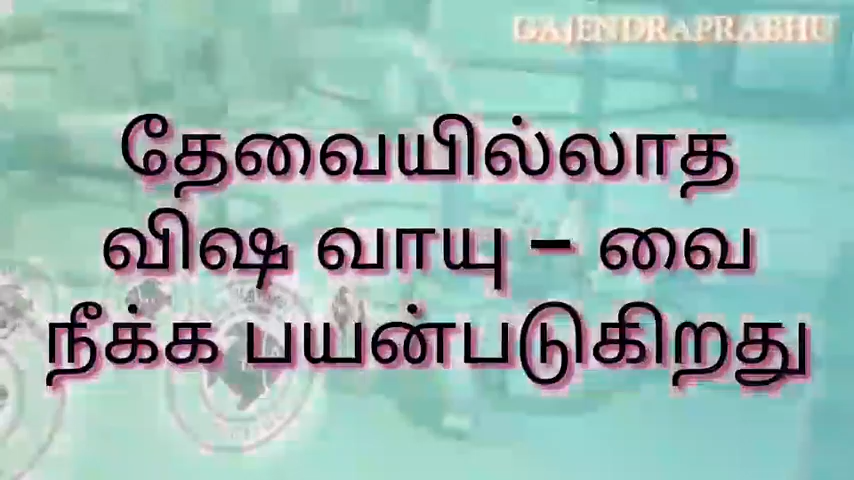 GAJENDRAPRABHU
தேவையில்லாத
விஷ வாயு – வை
நீக்க பயன்படுகிறது